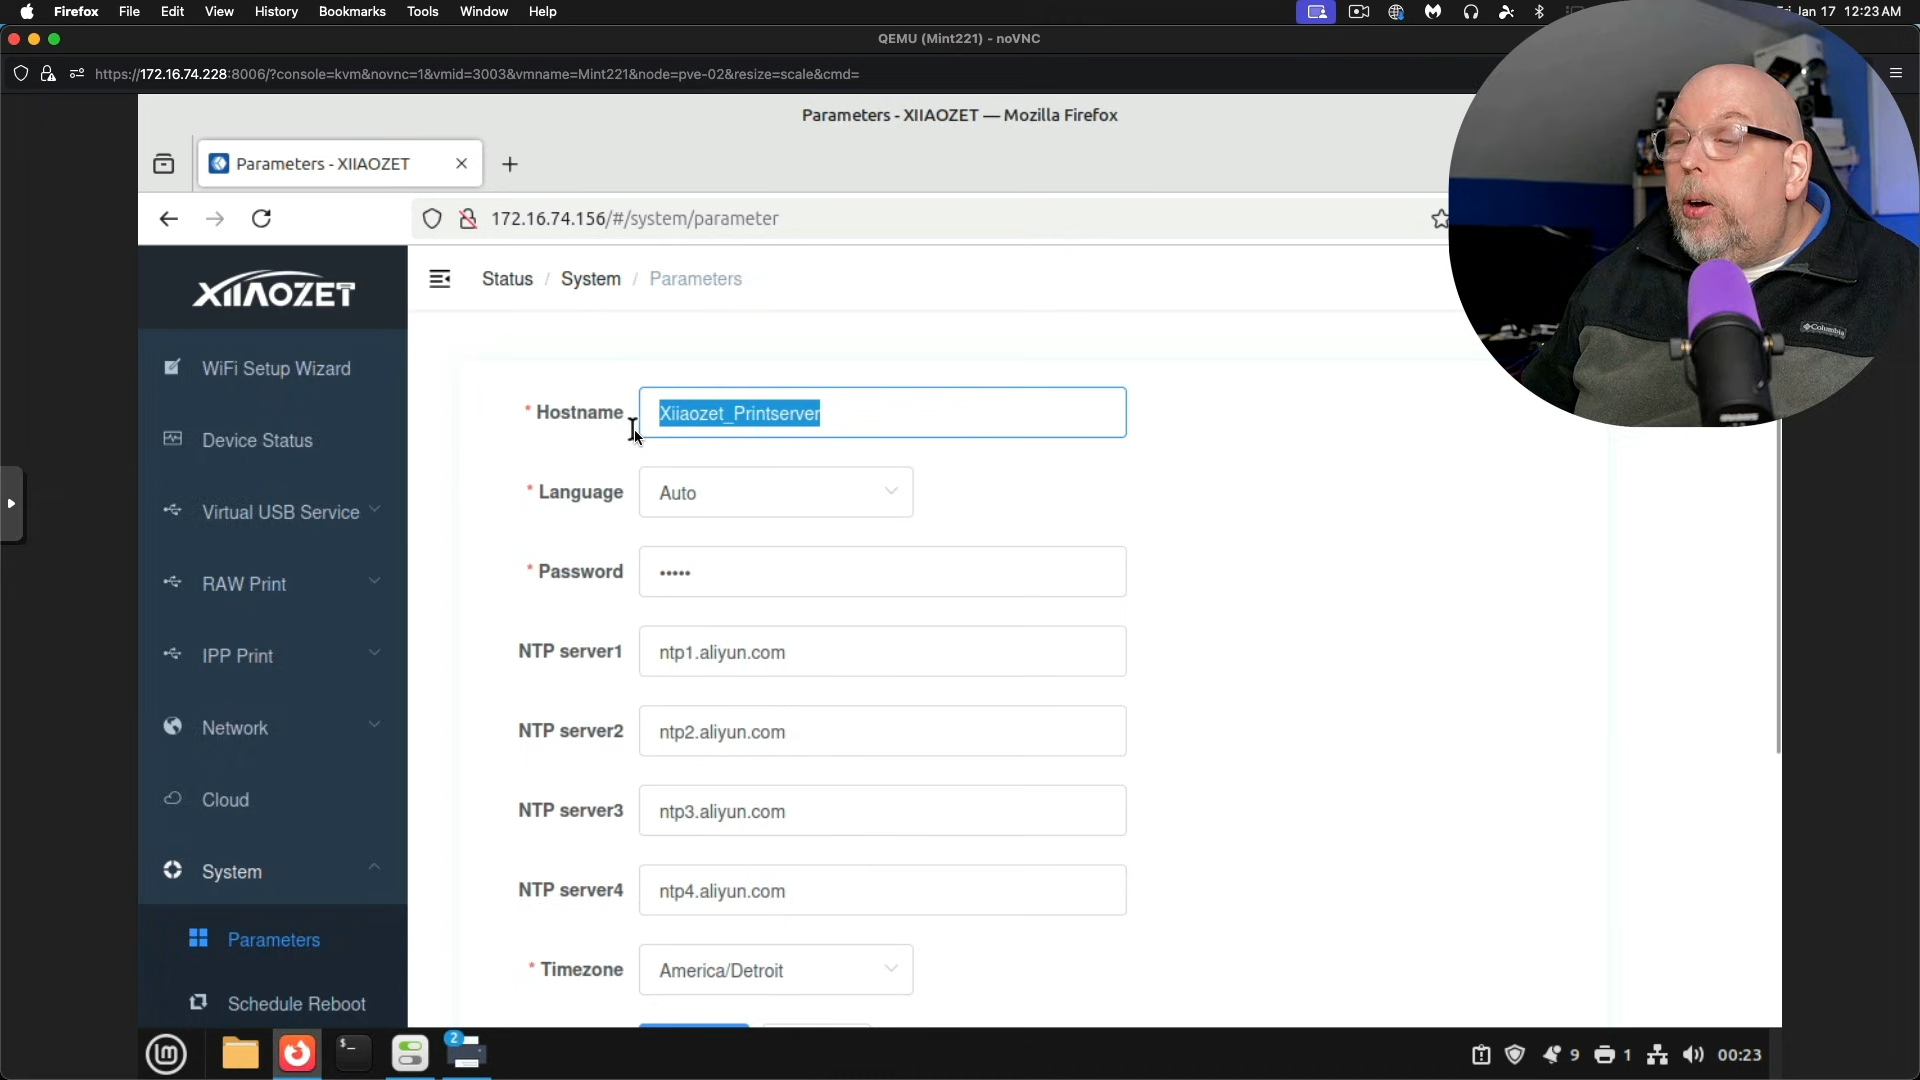 Firefox File Edit View History Bookmarks Tools Window Help
Jan 17 12:23 AM
QEMU (Mint221) - noVNC
https://172.16.74.228:8006/?console=kvm&novnc=1&vmid=3003&vmname=Mint221&node=pve-02&resize=scale&cmd=
Parameters - XIIAOZET — Mozilla Firefox
Parameters - XIIAOZET
172.16.74.156/#/system/parameter
XIIAOZET
Status / System / Parameters
WiFi Setup Wizard
Device Status
Virtual USB Service
RAW Print
IPP Print
Network
Cloud
System
Parameters
Schedule Reboot
* Hostname Xiiaozet_Printserver
* Language Auto
* Password •••••
NTP server1 ntp1.aliyun.com
NTP server2 ntp2.aliyun.com
NTP server3 ntp3.aliyun.com
NTP server4 ntp4.aliyun.com
* Timezone America/Detroit
Columbia
2
9 1 00:23